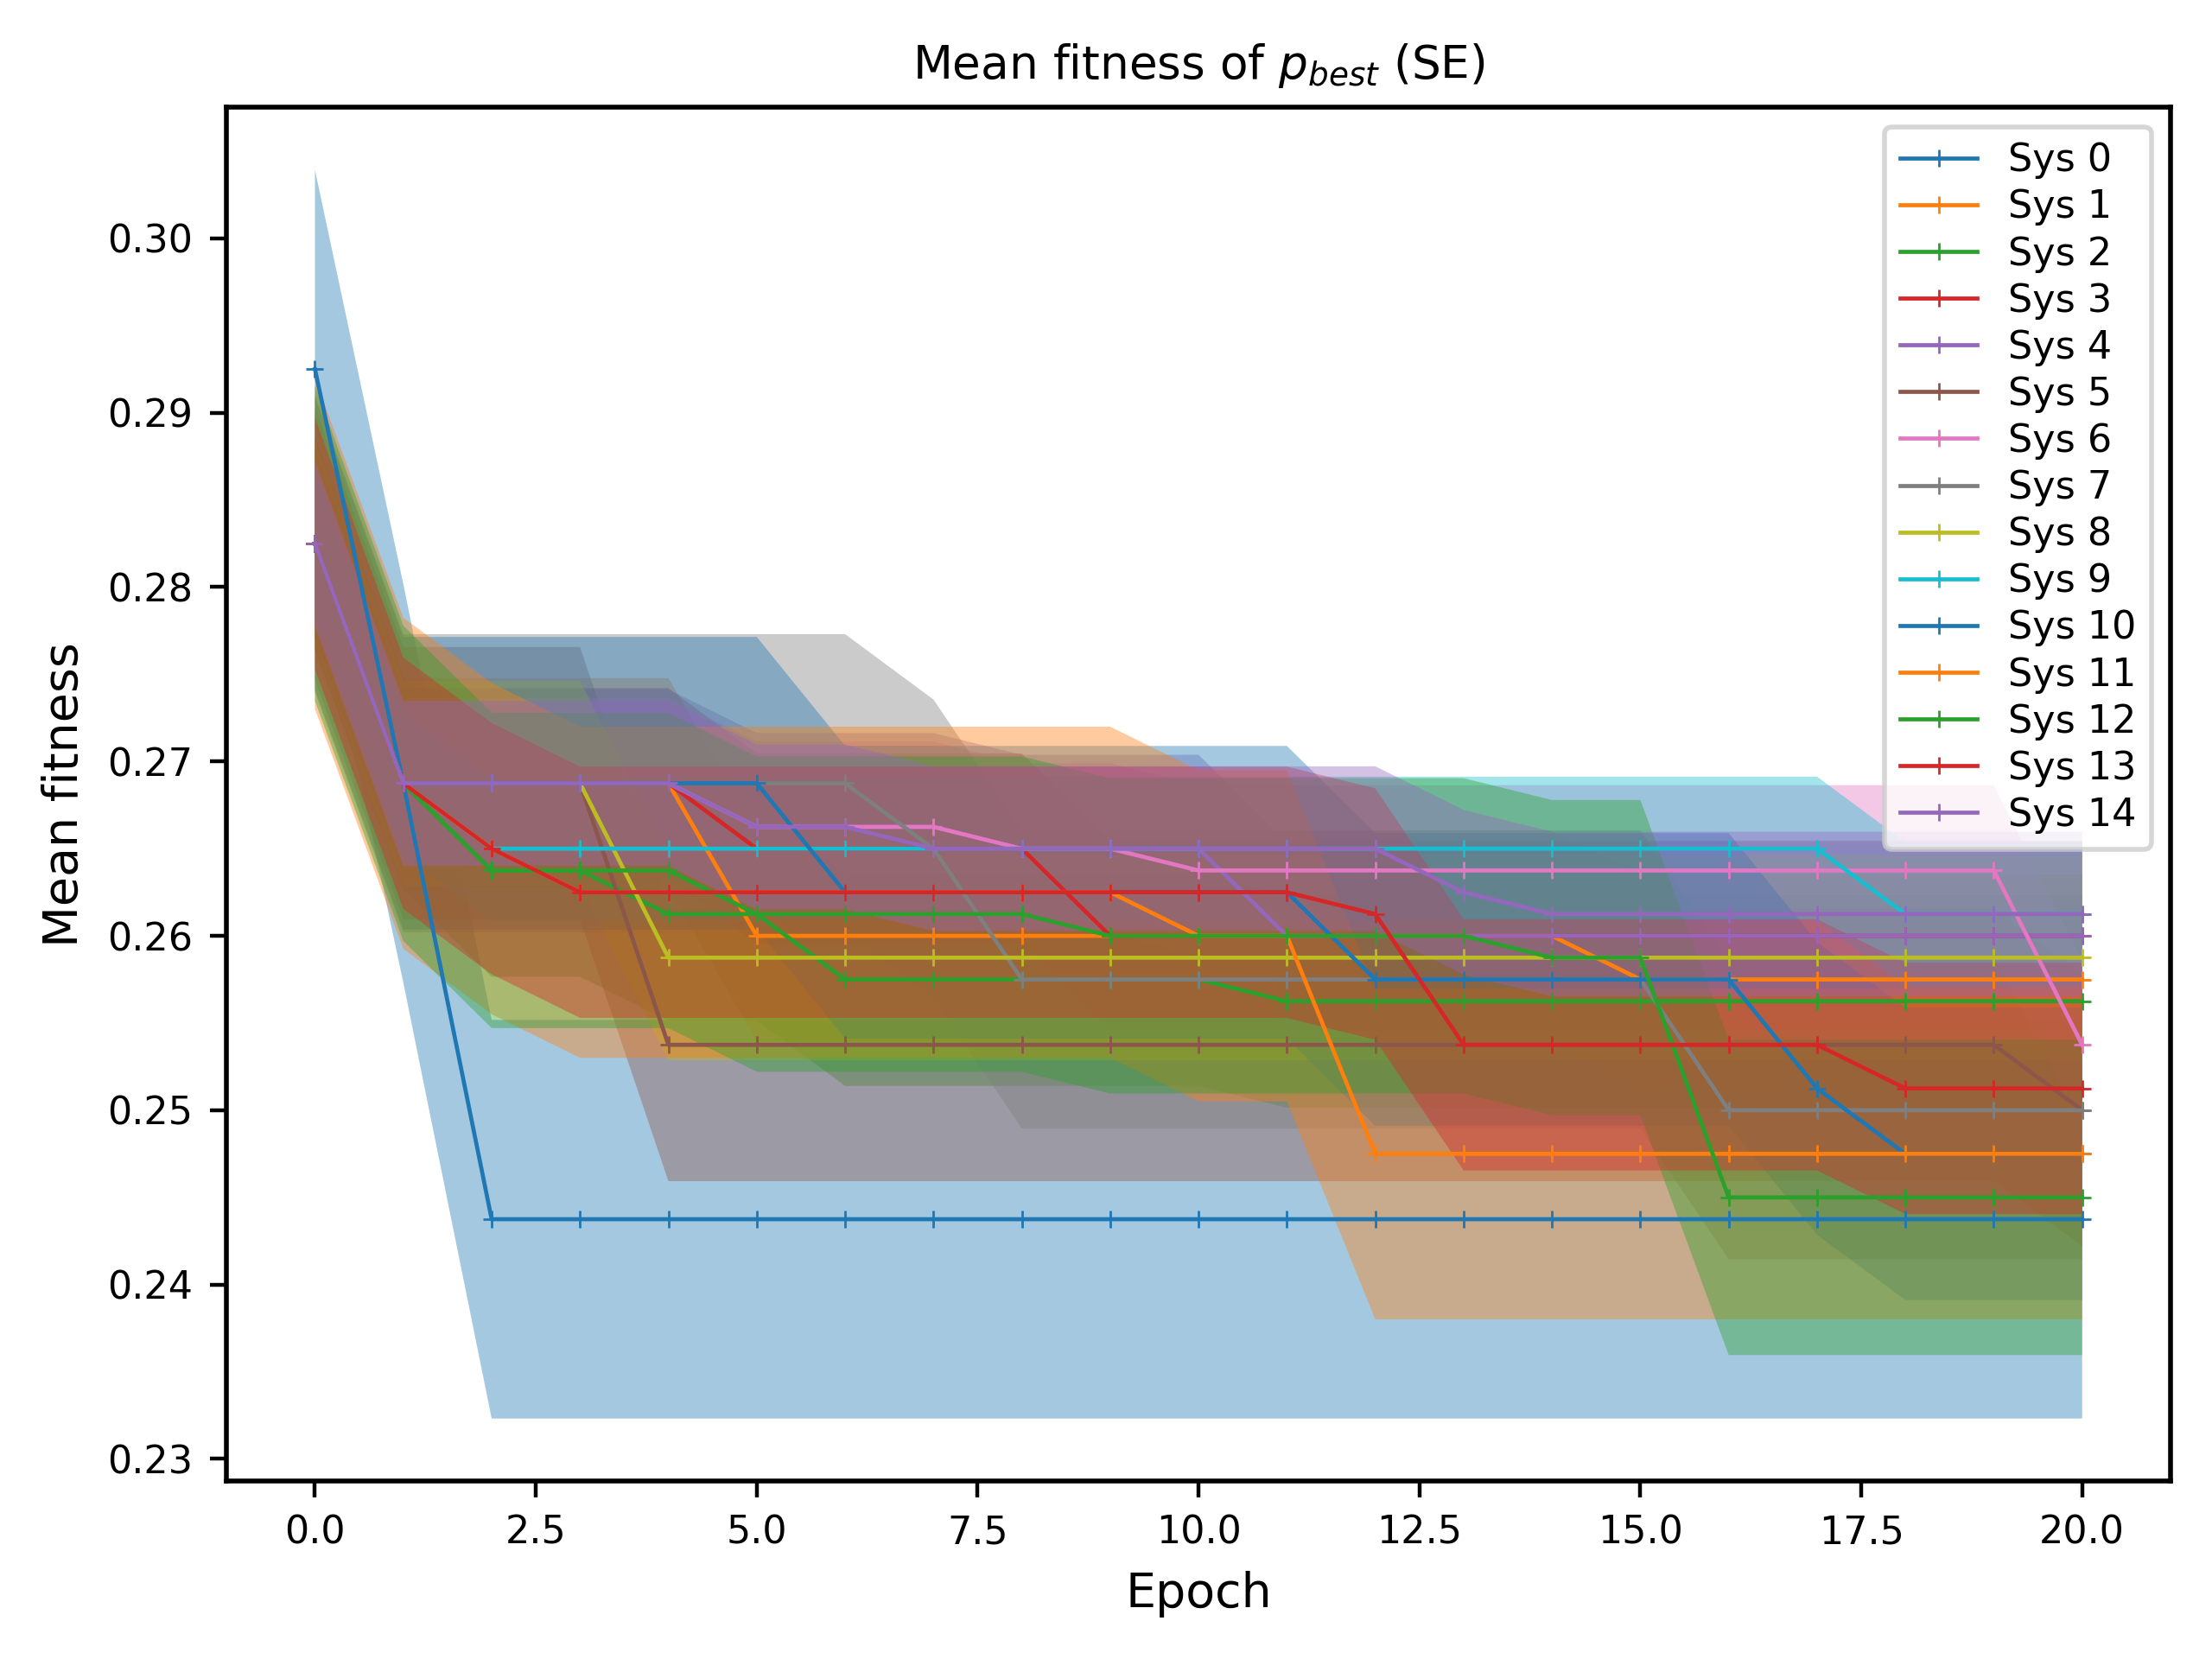 Mean fitness of p_best (SE)
Sys 0
Sys 1
Sys 2
Sys 3
Sys 4
Sys 5
Sys 6
Sys 7
Sys 8
Sys 9
Sys 10
Sys 11
Sys 12
Sys 13
Sys 14
Mean fitness
0.30
0.29
0.28
0.27
0.26
0.25
0.24
0.23
0.0 2.5 5.0 7.5 10.0 12.5 15.0 17.5 20.0
Epoch